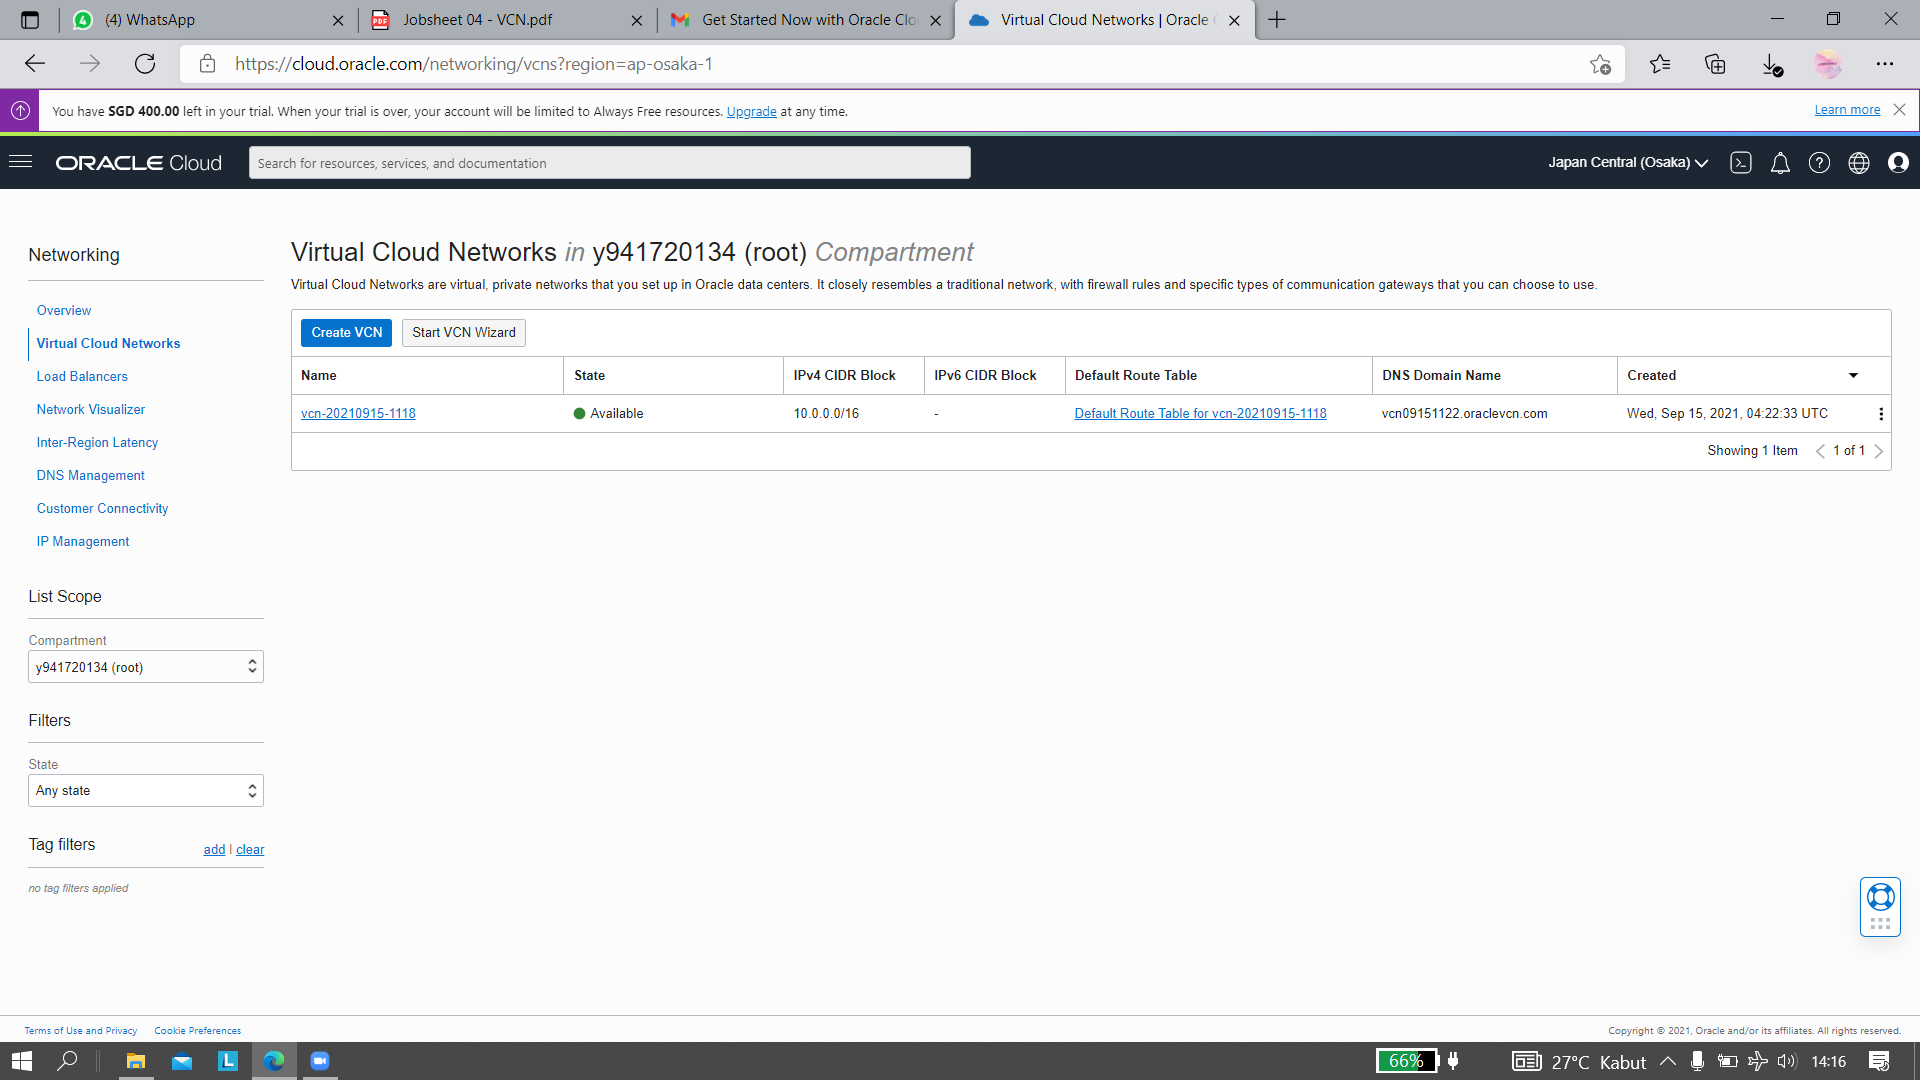 (4) WhatsApp
Jobsheet 04 - VCN.pdf
Get Started Now with Oracle Clo
Virtual Cloud Networks | Oracle C
https://cloud.oracle.com/networking/vcns?region=ap-osaka-1
You have SGD 400.00 left in your trial. When your trial is over, your account will be limited to Always Free resources. Upgrade at any time.
Learn more
ORACLE Cloud
Search for resources, services, and documentation
Japan Central (Osaka)
Networking
Overview
Virtual Cloud Networks
Load Balancers
Network Visualizer
Inter-Region Latency
DNS Management
Customer Connectivity
IP Management
List Scope
Compartment
y941720134 (root)
Filters
State
Any state
Tag filters
add | clear
no tag filters applied
Virtual Cloud Networks in y941720134 (root) Compartment
Virtual Cloud Networks are virtual, private networks that you set up in Oracle data centers. It closely resembles a traditional network, with firewall rules and specific types of communication gateways that you can choose to use.
Create VCN
Start VCN Wizard
Name State IPv4 CIDR Block IPv6 CIDR Block Default Route Table DNS Domain Name Created
vcn-20210915-1118 Available 10.0.0.0/16 - Default Route Table for vcn-20210915-1118 vcn09151122.oraclevcn.com Wed, Sep 15, 2021, 04:22:33 UTC
Showing 1 Item 1 of 1
Terms of Use and Privacy Cookie Preferences
Copyright © 2021, Oracle and/or its affiliates. All rights reserved.
66%
27°C Kabut
14:16